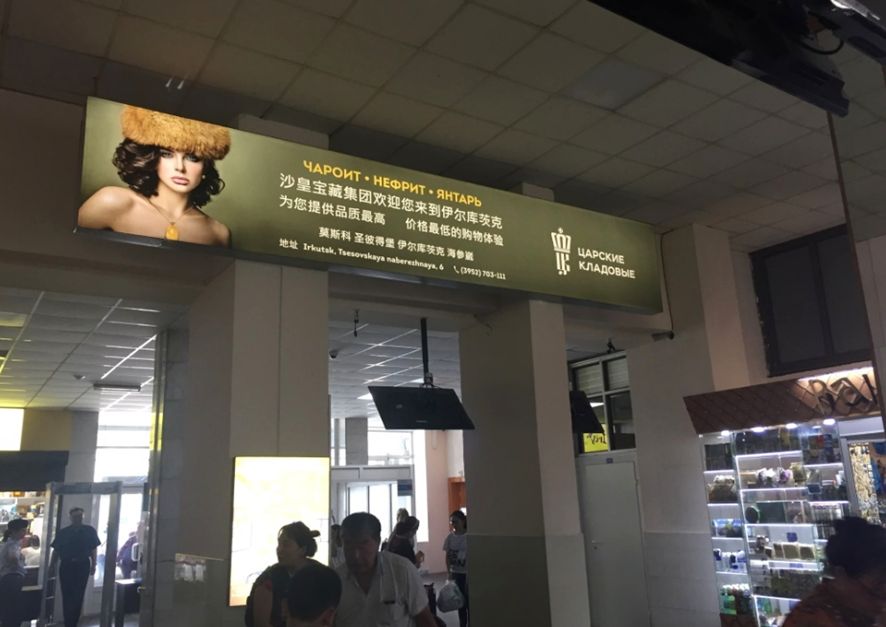 ЧАРОИТ • НЕФРИТ • ЯНТАРЬ
沙皇宝藏集团欢迎您来到伊尔库茨克
为您提供品质最高 价格最低的购物体验
莫斯科 圣彼得堡 伊尔库茨克 海参崴
地址 Irkutsk, Tsesovskaya naberezhnaya, 6 (3952) 703-111
ЦАРСКИЕ
КЛАДОВЫЕ